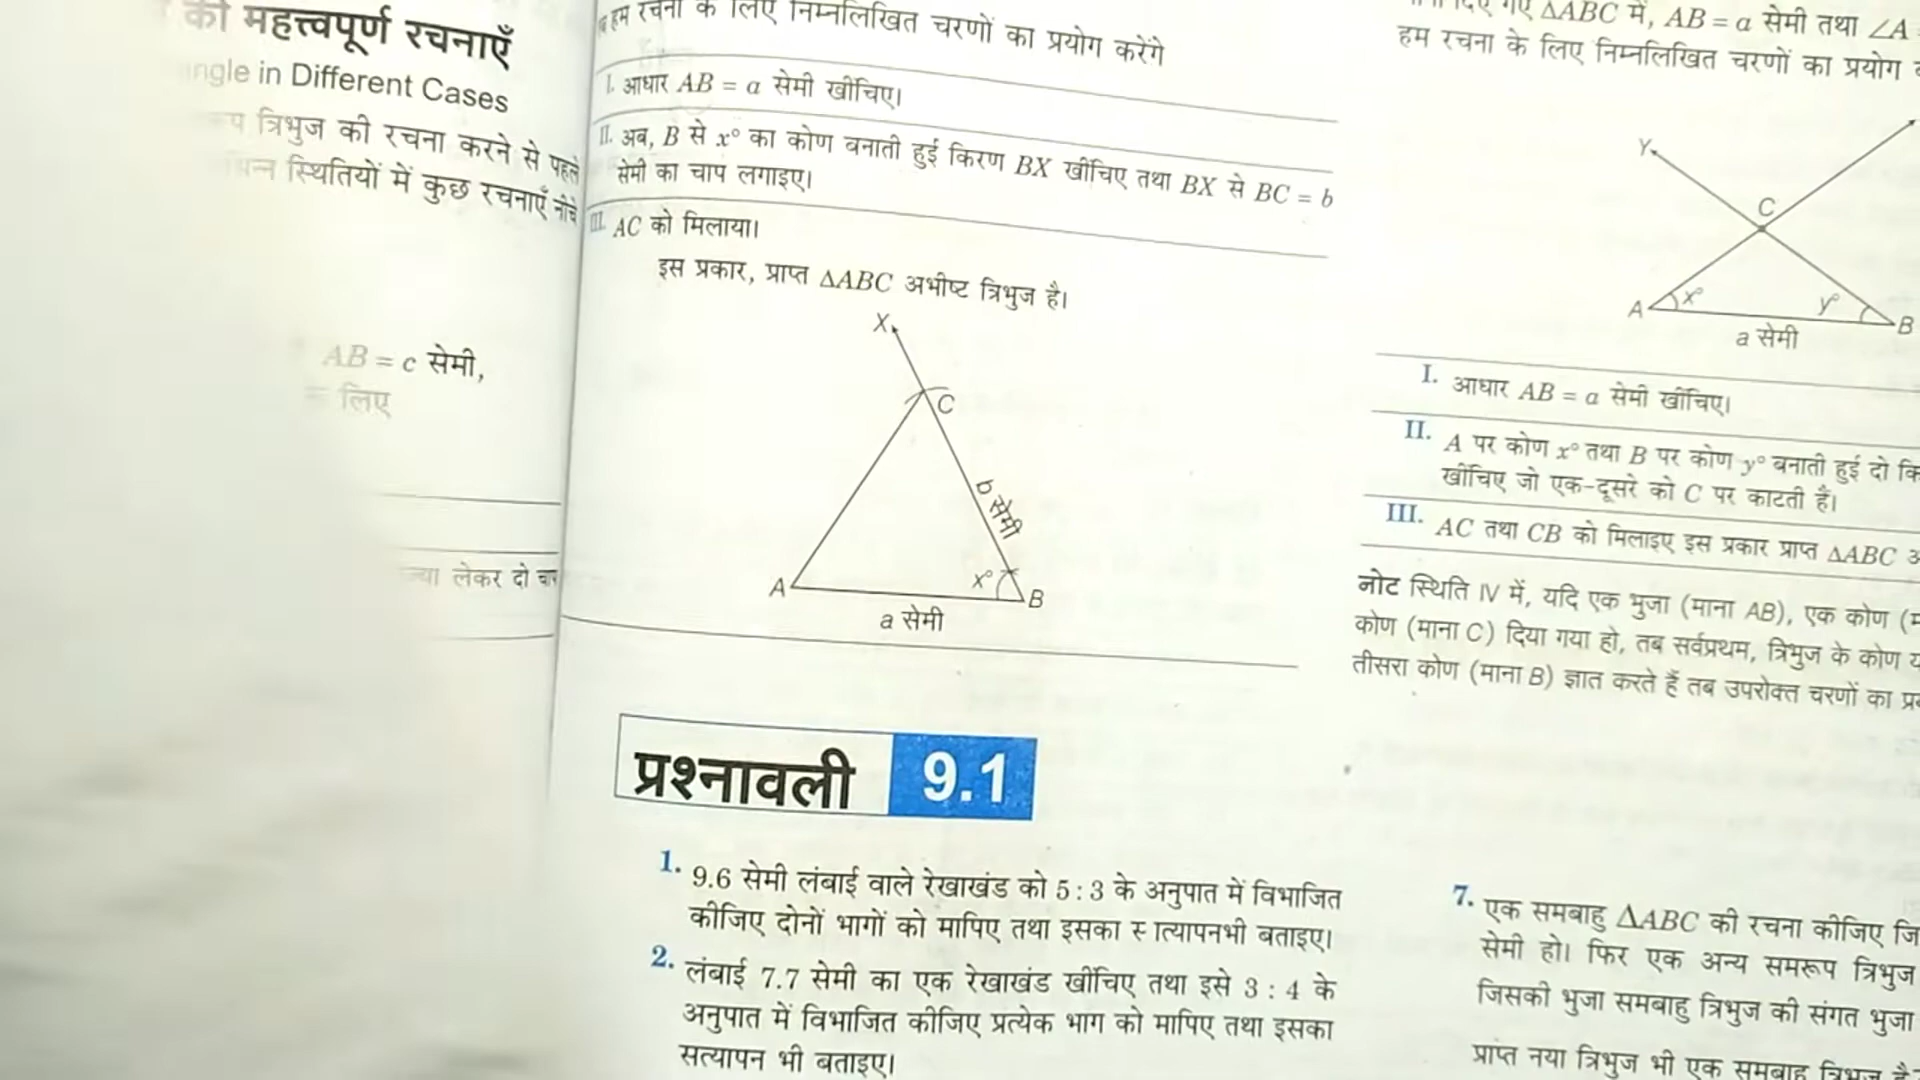 की महत्त्वपूर्ण रचनाएँ
in Different Cases
त्रिभुज की रचना करने से पहले
स्थितियों में कुछ रचनाएँ नीचे
AB = c सेमी,
लिए
लेकर दो चाप
हम रचना के लिए निम्नलिखित चरणों का प्रयोग करेंगे
I. आधार AB = a सेमी खींचिए।
II. अब, B से x° का कोण बनाती हुई किरण BX खींचिए तथा BX से BC = b
सेमी का चाप लगाइए।
III. AC को मिलाया।
इस प्रकार, प्राप्त ΔABC अभीष्ट त्रिभुज है।
X
C
b सेमी
A
x°
B
a सेमी
प्रश्नावली 9.1
1. 9.6 सेमी लंबाई वाले रेखाखंड को 5 : 3 के अनुपात में विभाजित
कीजिए दोनों भागों को मापिए तथा इसका स त्यापनभी बताइए।
2. लंबाई 7.7 सेमी का एक रेखाखंड खींचिए तथा इसे 3 : 4 के
अनुपात में विभाजित कीजिए प्रत्येक भाग को मापिए तथा इसका
सत्यापन भी बताइए।
गए ΔABC में, AB = a सेमी तथा ∠A
हम रचना के लिए निम्नलिखित चरणों का प्रयोग
Y
C
A
x°
y°
B
a सेमी
I. आधार AB = a सेमी खींचिए।
II. A पर कोण x° तथा B पर कोण y° बनाती हुई दो
खींचिए जो एक-दूसरे को C पर काटती हैं।
III. AC तथा CB को मिलाइए इस प्रकार प्राप्त ΔABC
नोट स्थिति IV में, यदि एक भुजा (माना AB), एक कोण
कोण (माना C) दिया गया हो, तब सर्वप्रथम, त्रिभुज के कोण
तीसरा कोण (माना B) ज्ञात करते हैं तब उपरोक्त चरणों का
7. एक समबाहु ΔABC की रचना कीजिए
सेमी हो। फिर एक अन्य समरूप त्रिभुज
जिसकी भुजा समबाहु त्रिभुज की संगत भुजा
प्राप्त नया त्रिभुज भी एक समबाहु त्रिभुज है